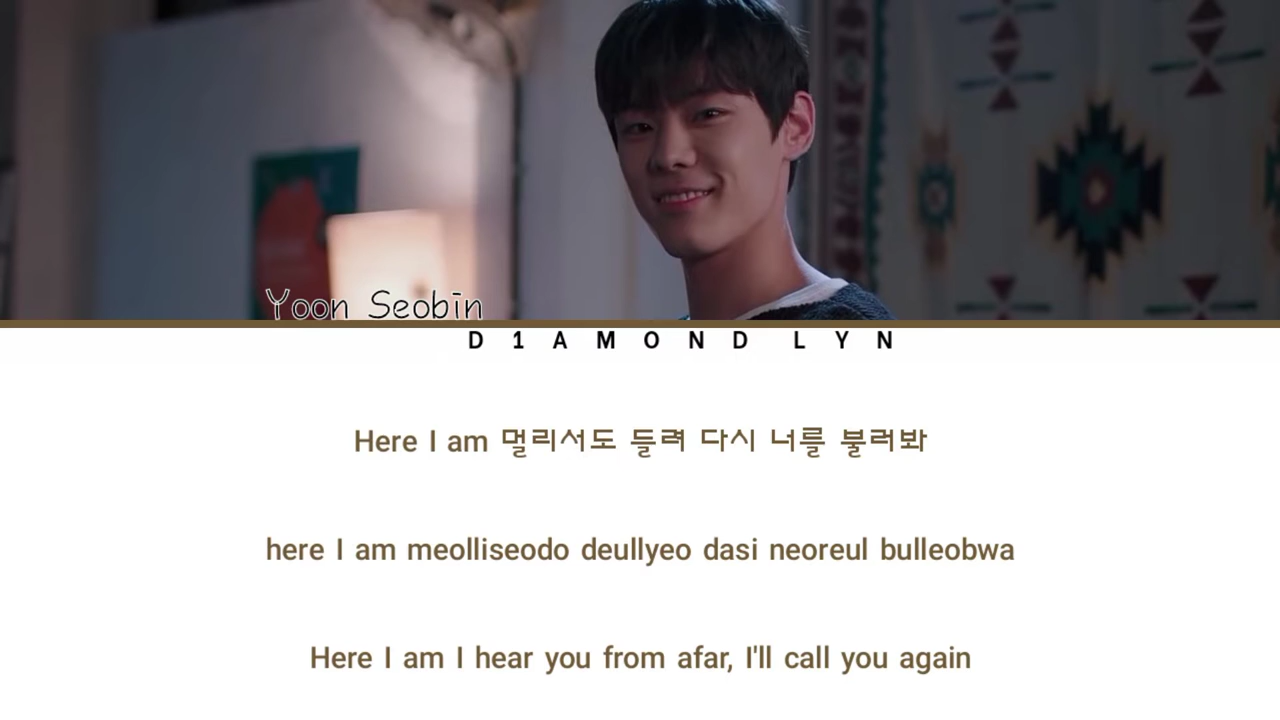 Yoon Seobin
D 1 A M O N D L Y N
Here I am 멀리서도 들려 다시 너를 불러봐
here I am meolliseodo deullyeo dasi neoreul bulleobwa
Here I am I hear you from afar, I'll call you again